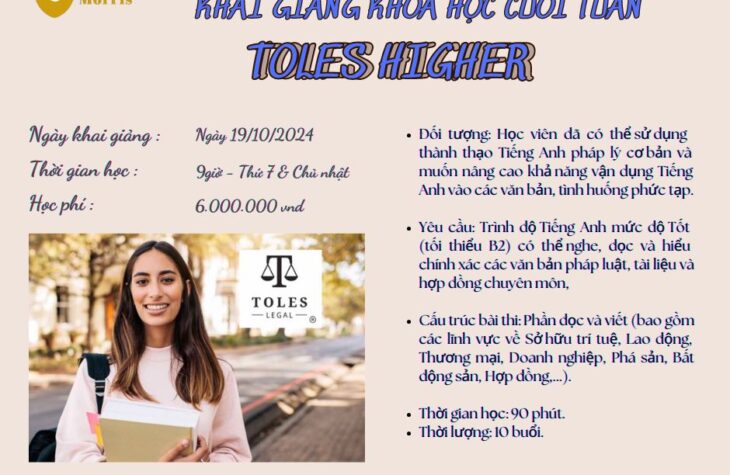 Morris
KHAI GIẢNG KHÓA HỌC CUỐI TUẦN
TOLES HIGHER
Ngày khai giảng :
Ngày 19/10/2024
Thời gian học :
9giờ - Thứ 7 & Chủ nhật
Học phí :
6.000.000 vnd
TOLES
LEGAL
®
• Đối tượng: Học viên đã có thể sử dụng
thành thạo Tiếng Anh pháp lý cơ bản và
muốn nâng cao khả năng vận dụng Tiếng
Anh vào các văn bản, tình huống phức tạp.
• Yêu cầu: Trình độ Tiếng Anh mức độ Tốt
(tối thiểu B2) có thể nghe, đọc và hiểu
chính xác các văn bản pháp luật, tài liệu và
hợp đồng chuyên môn,
• Cấu trúc bài thi: Phần đọc và viết (bao gồm
các lĩnh vực về Sở hữu trí tuệ, Lao động,
Thương mại, Doanh nghiệp, Phá sản, Bất
động sản, Hợp đồng,...).
• Thời gian học: 90 phút.
• Thời lượng: 10 buổi.